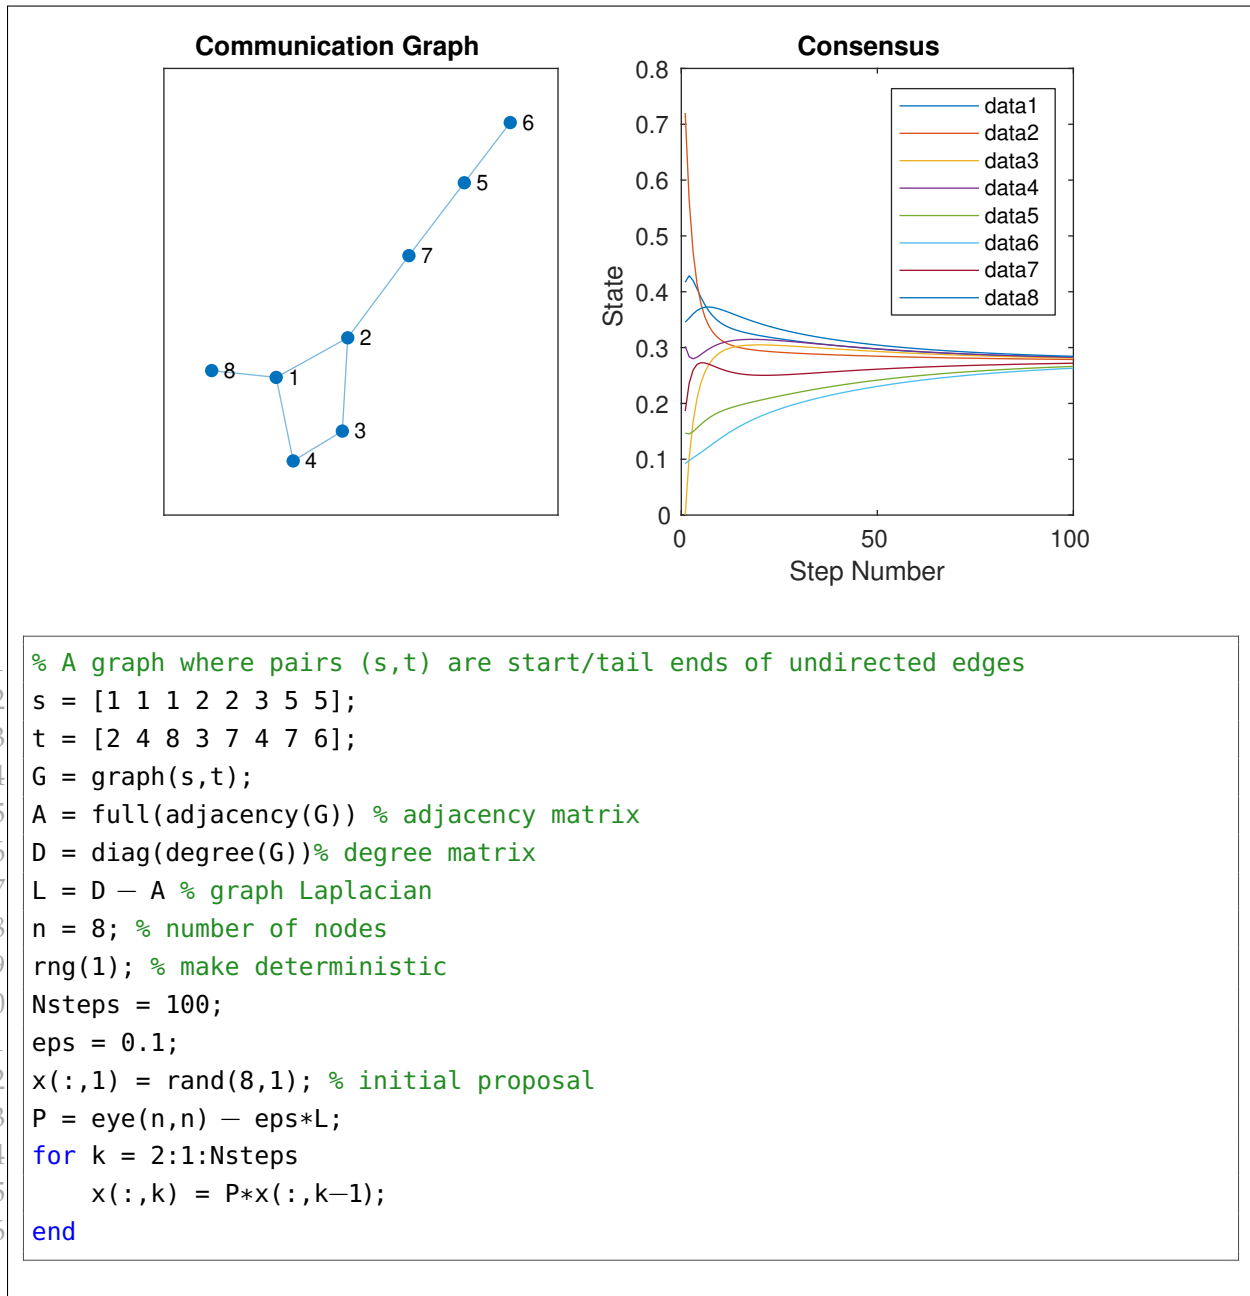 Communication Graph
6
5
7
2
8
1
3
4
Consensus
0.8
0.7
0.6
0.5
0.4
0.3
0.2
0.1
0
State
0
50
100
Step Number
data1
data2
data3
data4
data5
data6
data7
data8
% A graph where pairs (s,t) are start/tail ends of undirected edges
s = [1 1 1 2 2 3 5 5];
t = [2 4 8 3 7 4 7 6];
G = graph(s,t);
A = full(adjacency(G)) % adjacency matrix
D = diag(degree(G))% degree matrix
L = D − A % graph Laplacian
n = 8; % number of nodes
rng(1); % make deterministic
Nsteps = 100;
eps = 0.1;
x(:,1) = rand(8,1); % initial proposal
P = eye(n,n) − eps*L;
for k = 2:1:Nsteps
    x(:,k) = P*x(:,k−1);
end